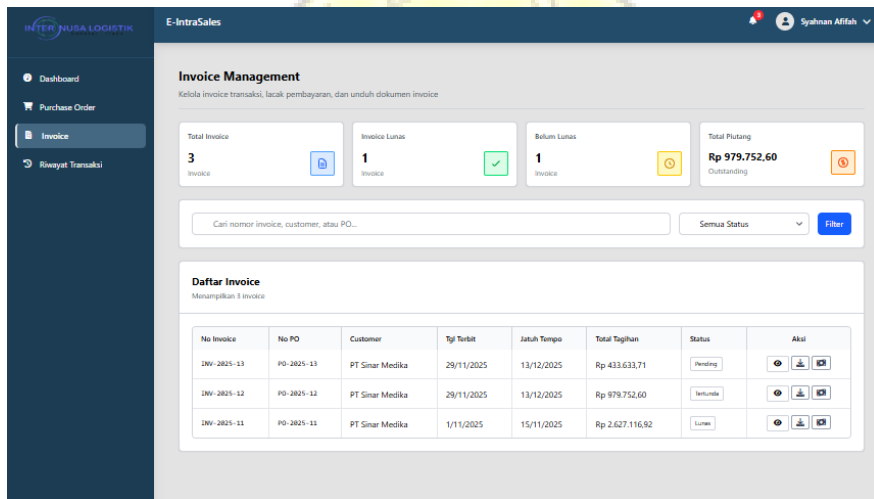 INTER NUSA LOGISTIK
E-IntraSales
3
Syahnan Afifah
Dashboard
Purchase Order
Invoice
Riwayat Transaksi
Invoice Management
Kelola invoice transaksi, lacak pembayaran, dan unduh dokumen invoice
Total Invoice
3
Invoice
Invoice Lunas
1
Invoice
Belum Lunas
1
Invoice
Total Piutang
Rp 979.752,60
Outstanding
Cari nomor invoice, customer, atau PO...
Semua Status
Filter
Daftar Invoice
Menampilkan 3 invoice
No Invoice No PO Customer Tgl Terbit Jatuh Tempo Total Tagihan Status Aksi
INV-2025-13 PO-2025-13 PT Sinar Medika 29/11/2025 13/12/2025 Rp 433.633,71 Pending
INV-2025-12 PO-2025-12 PT Sinar Medika 29/11/2025 13/12/2025 Rp 979.752,60 Tertunda
INV-2025-11 PO-2025-11 PT Sinar Medika 1/11/2025 15/11/2025 Rp 2.627.116,92 Lunas